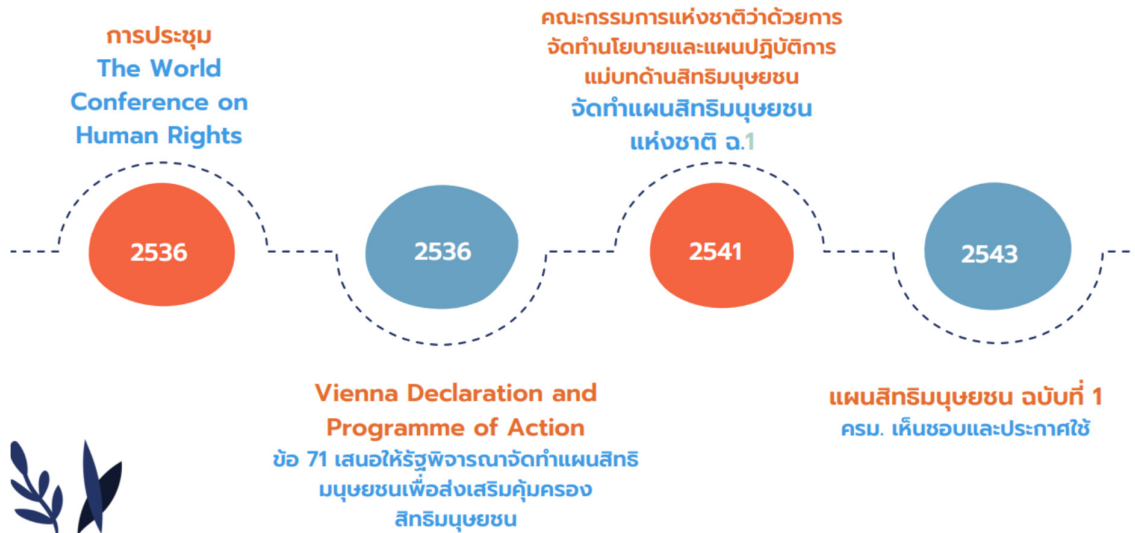 การประชุม
The World
Conference on
Human Rights
2536
2536
Vienna Declaration and
Programme of Action
ข้อ 71 เสนอให้รัฐพิจารณาจัดทำแผนสิทธิ
มนุษยชนเพื่อส่งเสริมคุ้มครอง
สิทธิมนุษยชน
คณะกรรมการแห่งชาติว่าด้วยการ
จัดทำนโยบายและแผนปฏิบัติการ
แม่บทด้านสิทธิมนุษยชน
จัดทำแผนสิทธิมนุษยชน
แห่งชาติ ฉ.1
2541
2543
แผนสิทธิมนุษยชน ฉบับที่ 1
ครม. เห็นชอบและประกาศใช้